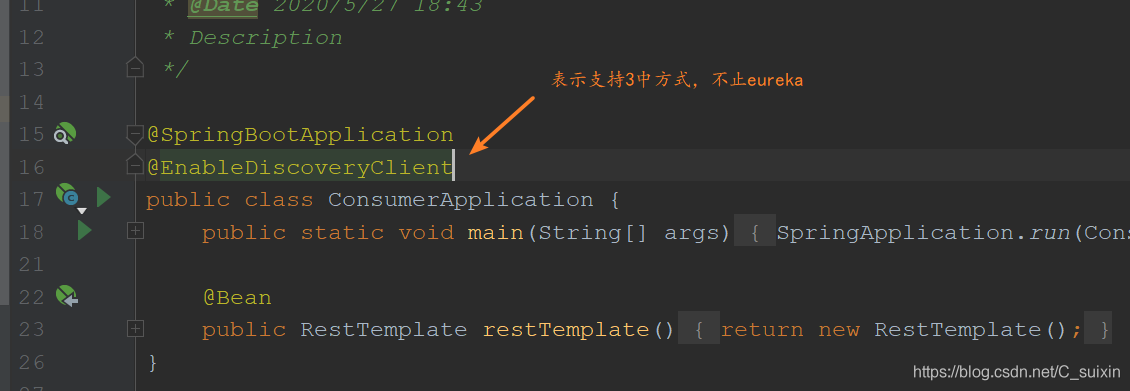 11 * @Date 2020/5/27 18:43
12 * Description
13 */
表示支持3中方式，不止eureka
14
15 @SpringBootApplication
16 @EnableDiscoveryClient
17 public class ConsumerApplication {
18 public static void main(String[] args) { SpringApplication.run(Cons
21
22 @Bean
23 public RestTemplate restTemplate() { return new RestTemplate(); }
26 }
https://blog.csdn.net/C_suixin